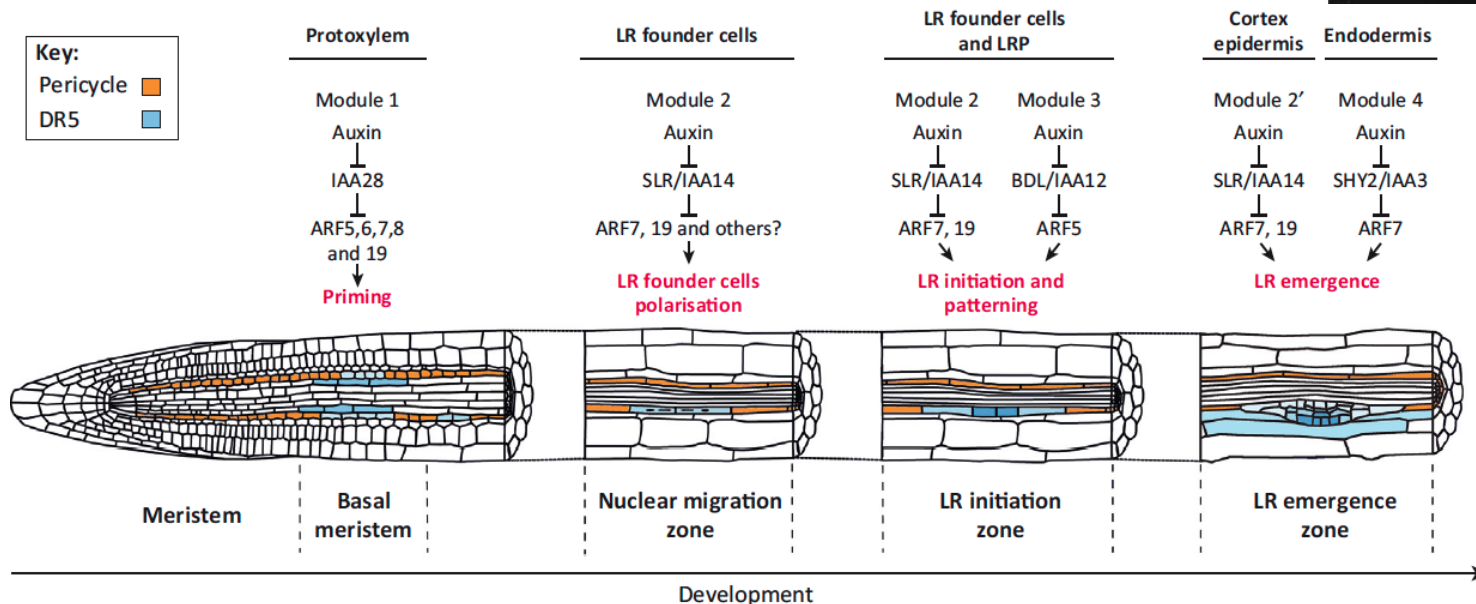 Key:
Pericycle
DR5
Protoxylem
Module 1
Auxin
IAA28
ARF5,6,7,8
and 19
Priming
LR founder cells
Module 2
Auxin
SLR/IAA14
ARF7, 19 and others?
LR founder cells
polarisation
LR founder cells
and LRP
Module 2
Auxin
SLR/IAA14
ARF7, 19
Module 3
Auxin
BDL/IAA12
ARF5
LR initiation and
patterning
Cortex
epidermis
Module 2′
Auxin
SLR/IAA14
ARF7, 19
Endodermis
Module 4
Auxin
SHY2/IAA3
ARF7
LR emergence
Meristem
Basal
meristem
Nuclear migration
zone
LR initiation
zone
LR emergence
zone
Development